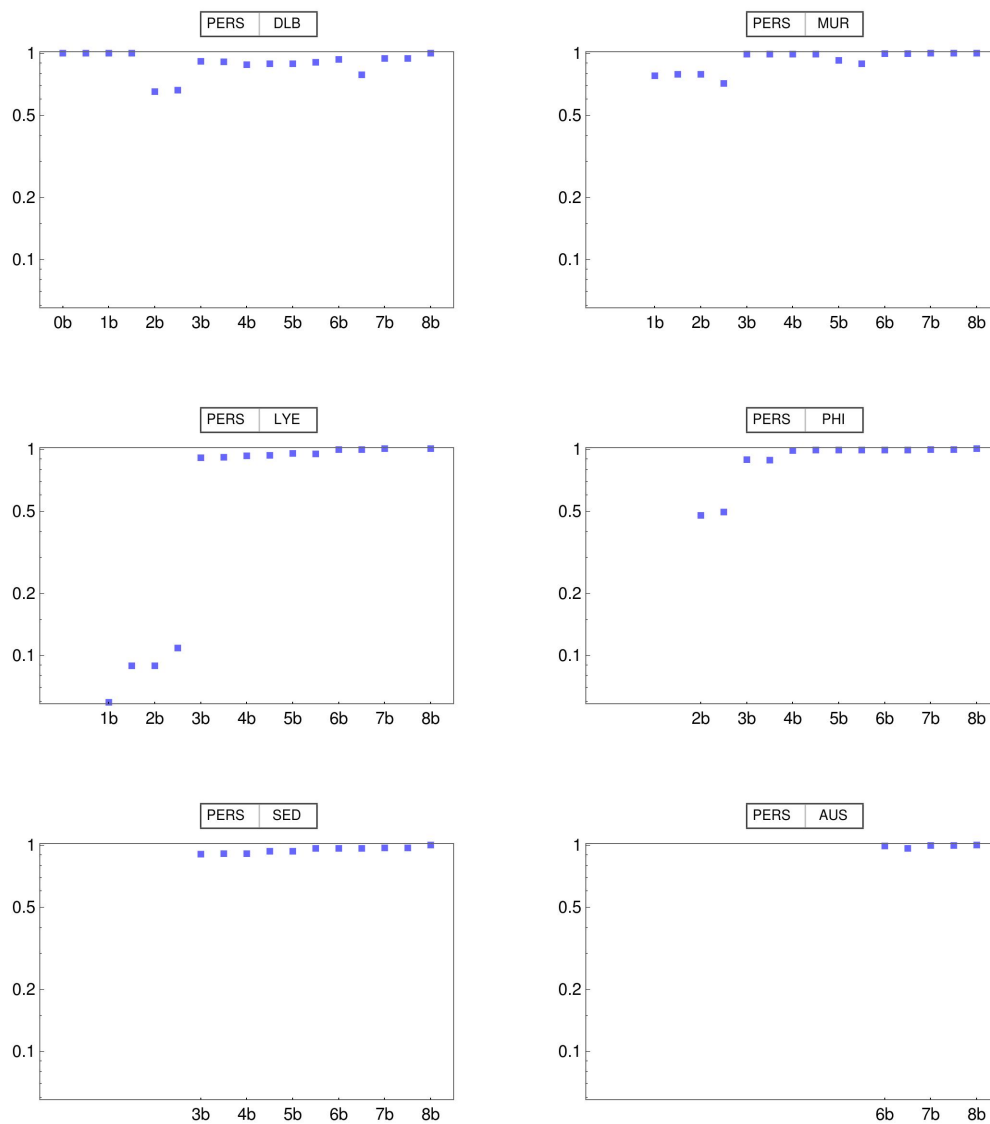 PERS DLB
1
0.5
0.2
0.1
0b 1b 2b 3b 4b 5b 6b 7b 8b
PERS MUR
1
0.5
0.2
0.1
1b 2b 3b 4b 5b 6b 7b 8b
PERS LYE
1
0.5
0.2
0.1
1b 2b 3b 4b 5b 6b 7b 8b
PERS PHI
1
0.5
0.2
0.1
2b 3b 4b 5b 6b 7b 8b
PERS SED
1
0.5
0.2
0.1
3b 4b 5b 6b 7b 8b
PERS AUS
1
0.5
0.2
0.1
6b 7b 8b